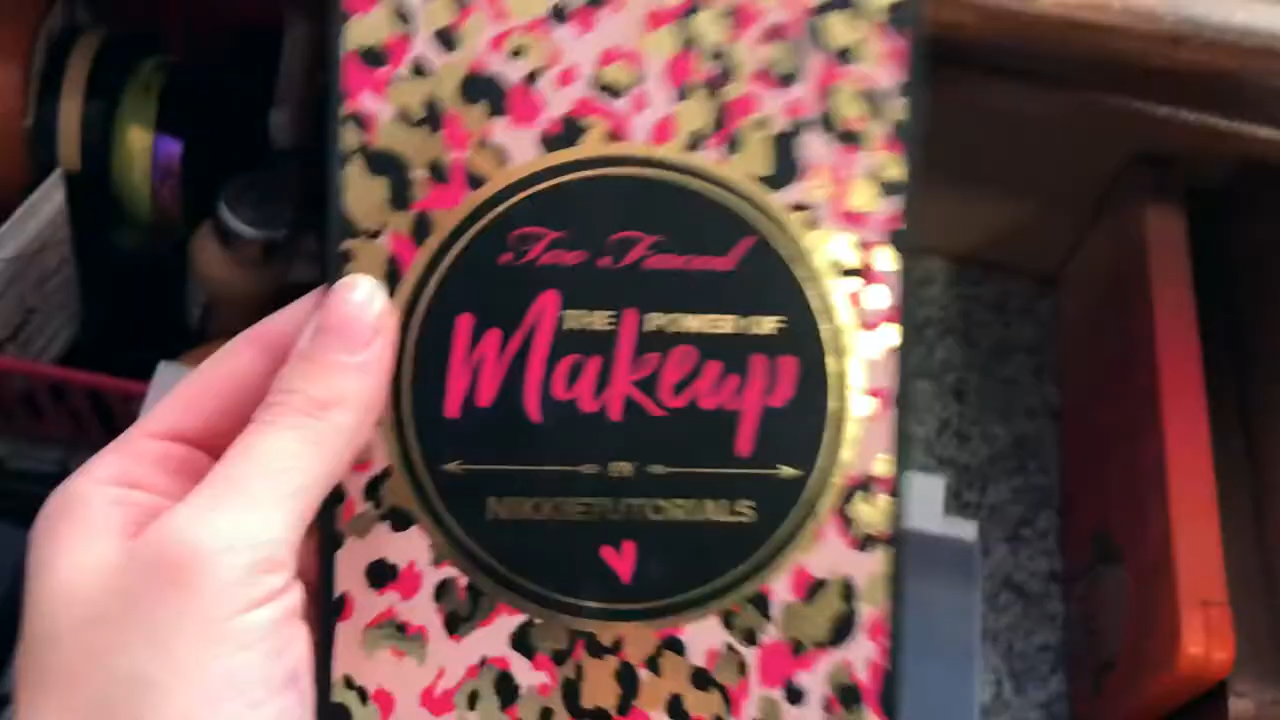 Too Faced
THE POWER OF
Makeup
BY
NIKKIETUTORIALS